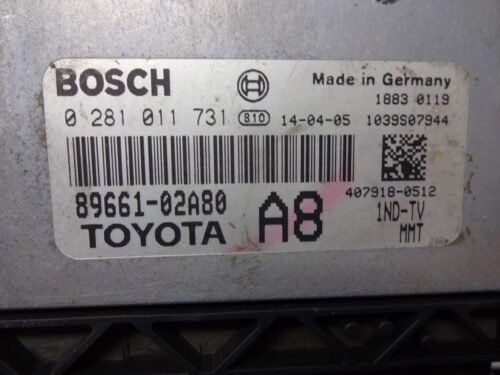 BOSCH Made in Germany
1883 0119
0 281 011 731 810 14-04-05 1039S07944
407918-0512
89661-02A80 A8 1ND-TV
TOYOTA MMT